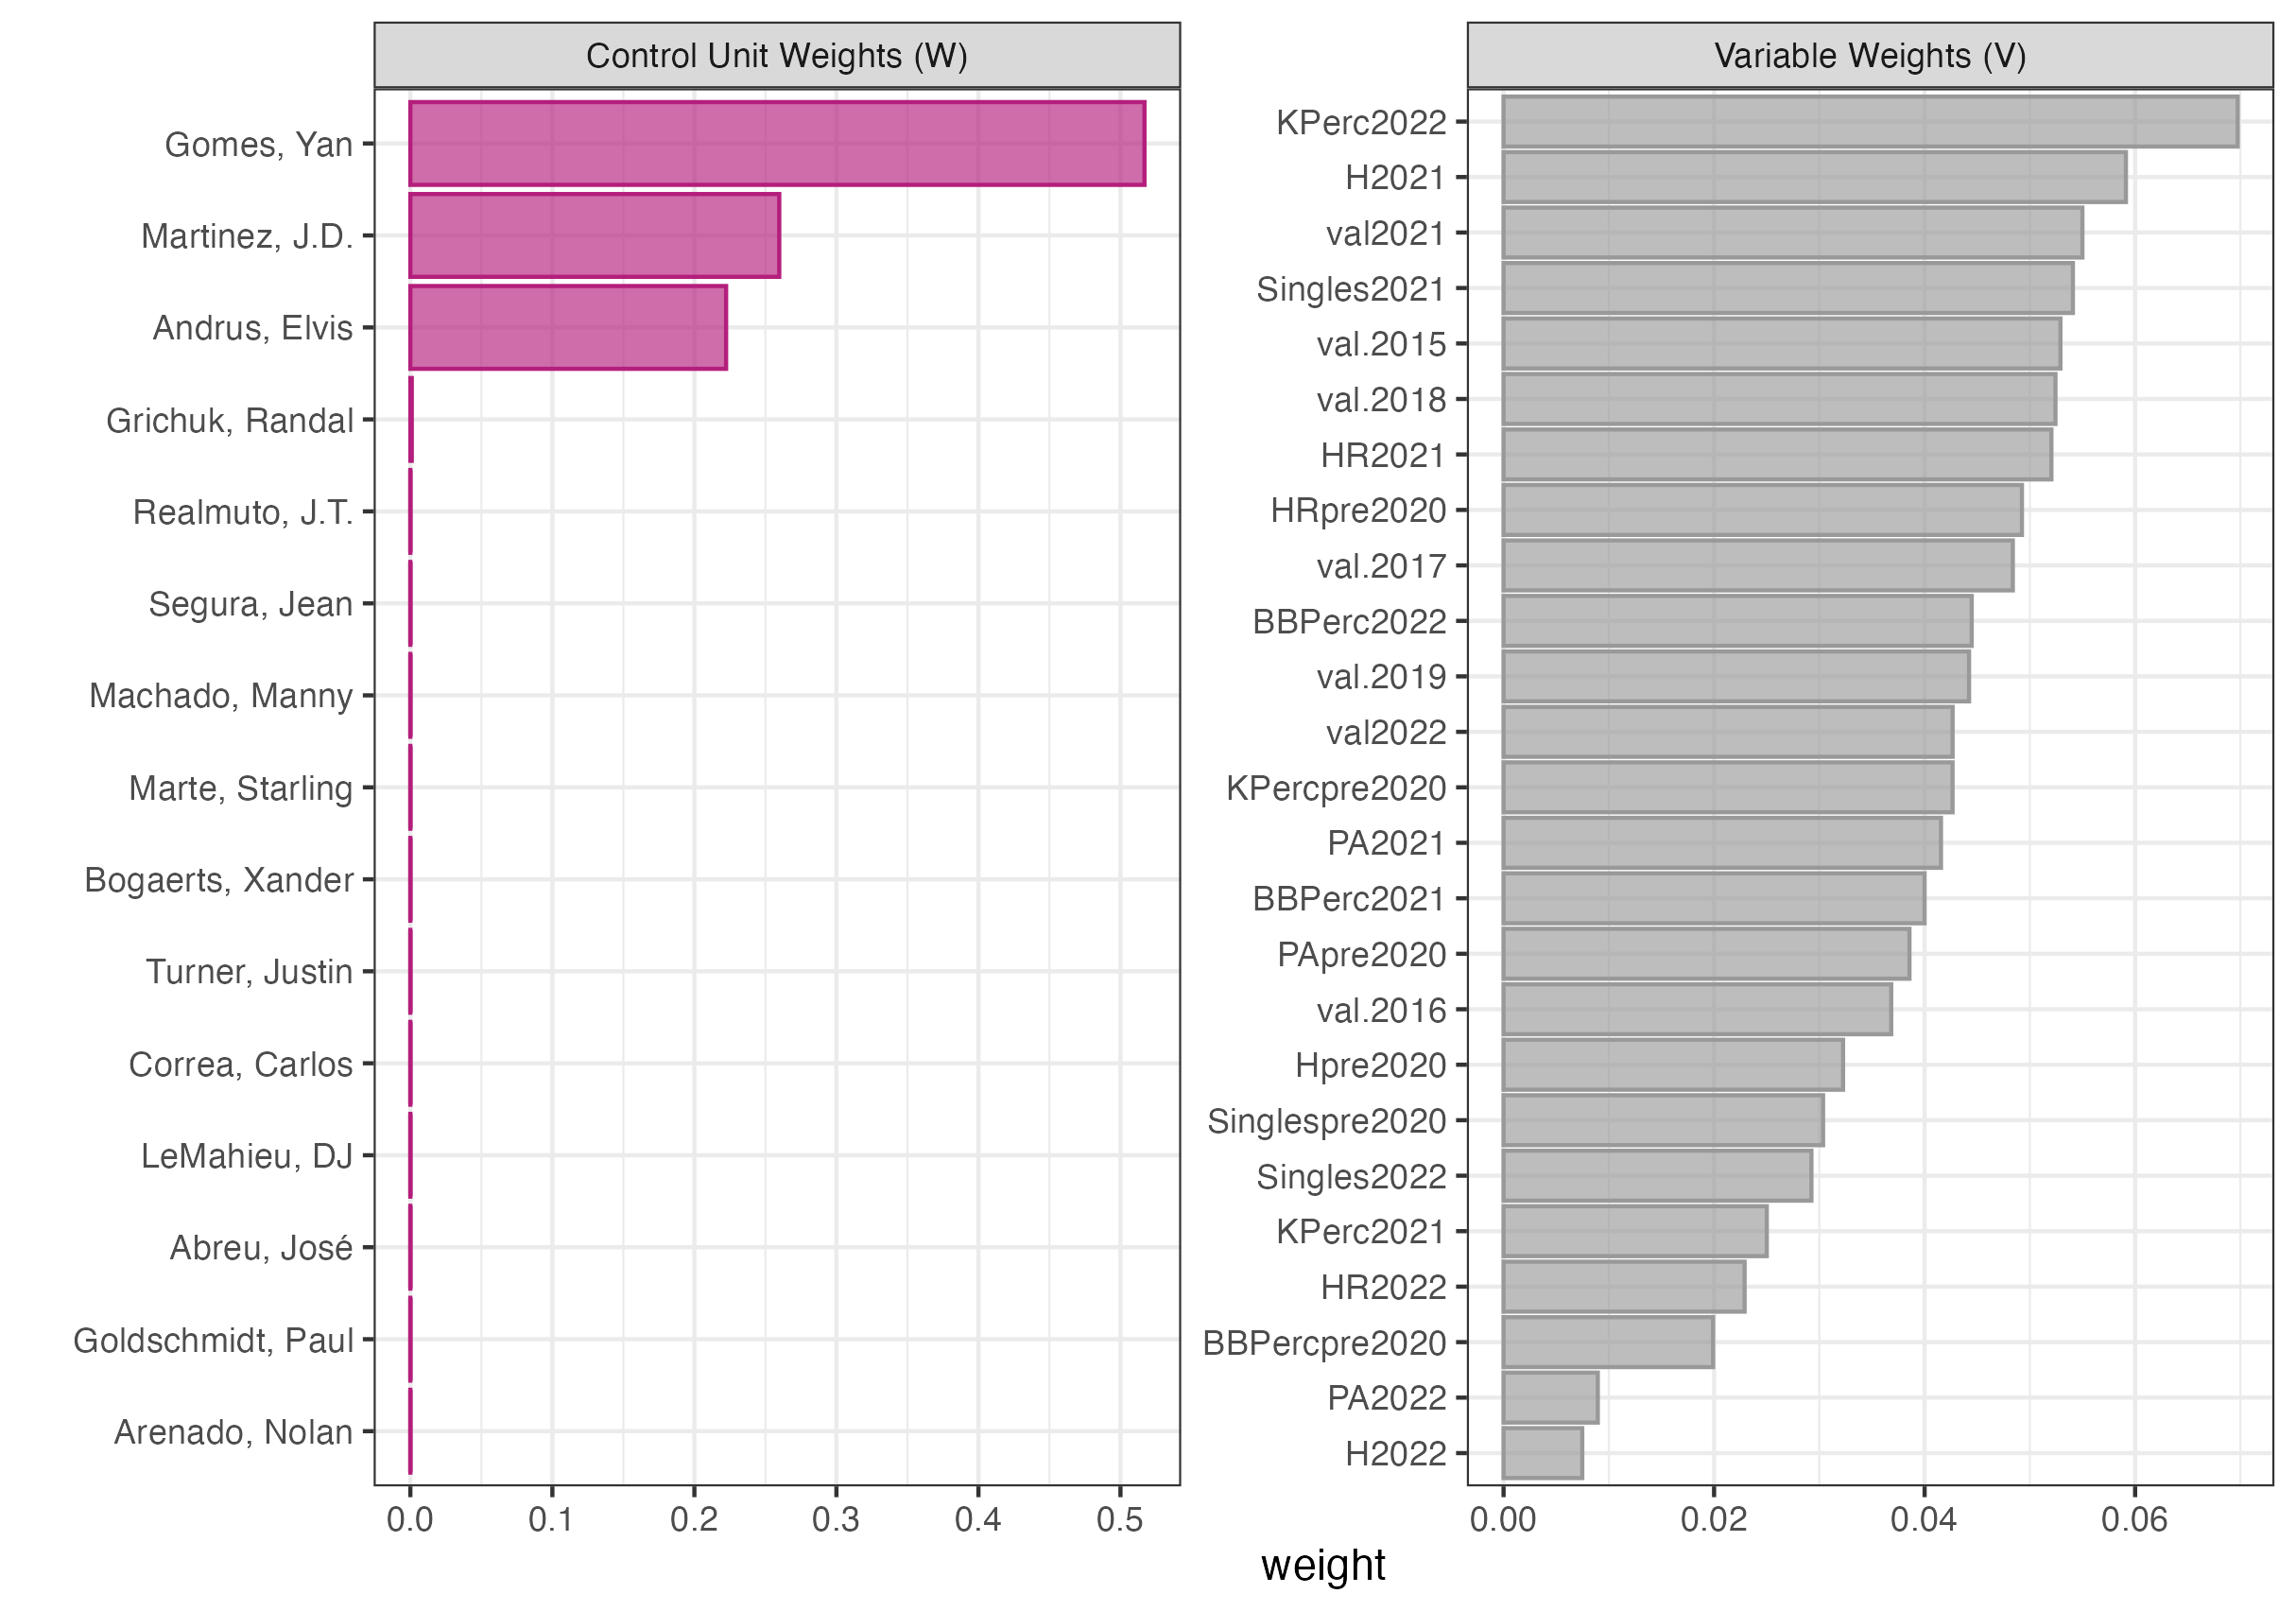 Control Unit Weights (W)
Gomes, Yan
Martinez, J.D.
Andrus, Elvis
Grichuk, Randal
Realmuto, J.T.
Segura, Jean
Machado, Manny
Marte, Starling
Bogaerts, Xander
Turner, Justin
Correa, Carlos
LeMahieu, DJ
Abreu, José
Goldschmidt, Paul
Arenado, Nolan
0.0 0.1 0.2 0.3 0.4 0.5
Variable Weights (V)
KPerc2022
H2021
val2021
Singles2021
val.2015
val.2018
HR2021
HRpre2020
val.2017
BBPerc2022
val.2019
val2022
KPercpre2020
PA2021
BBPerc2021
PApre2020
val.2016
Hpre2020
Singlespre2020
Singles2022
KPerc2021
HR2022
BBPercpre2020
PA2022
H2022
0.00 0.02 0.04 0.06
weight